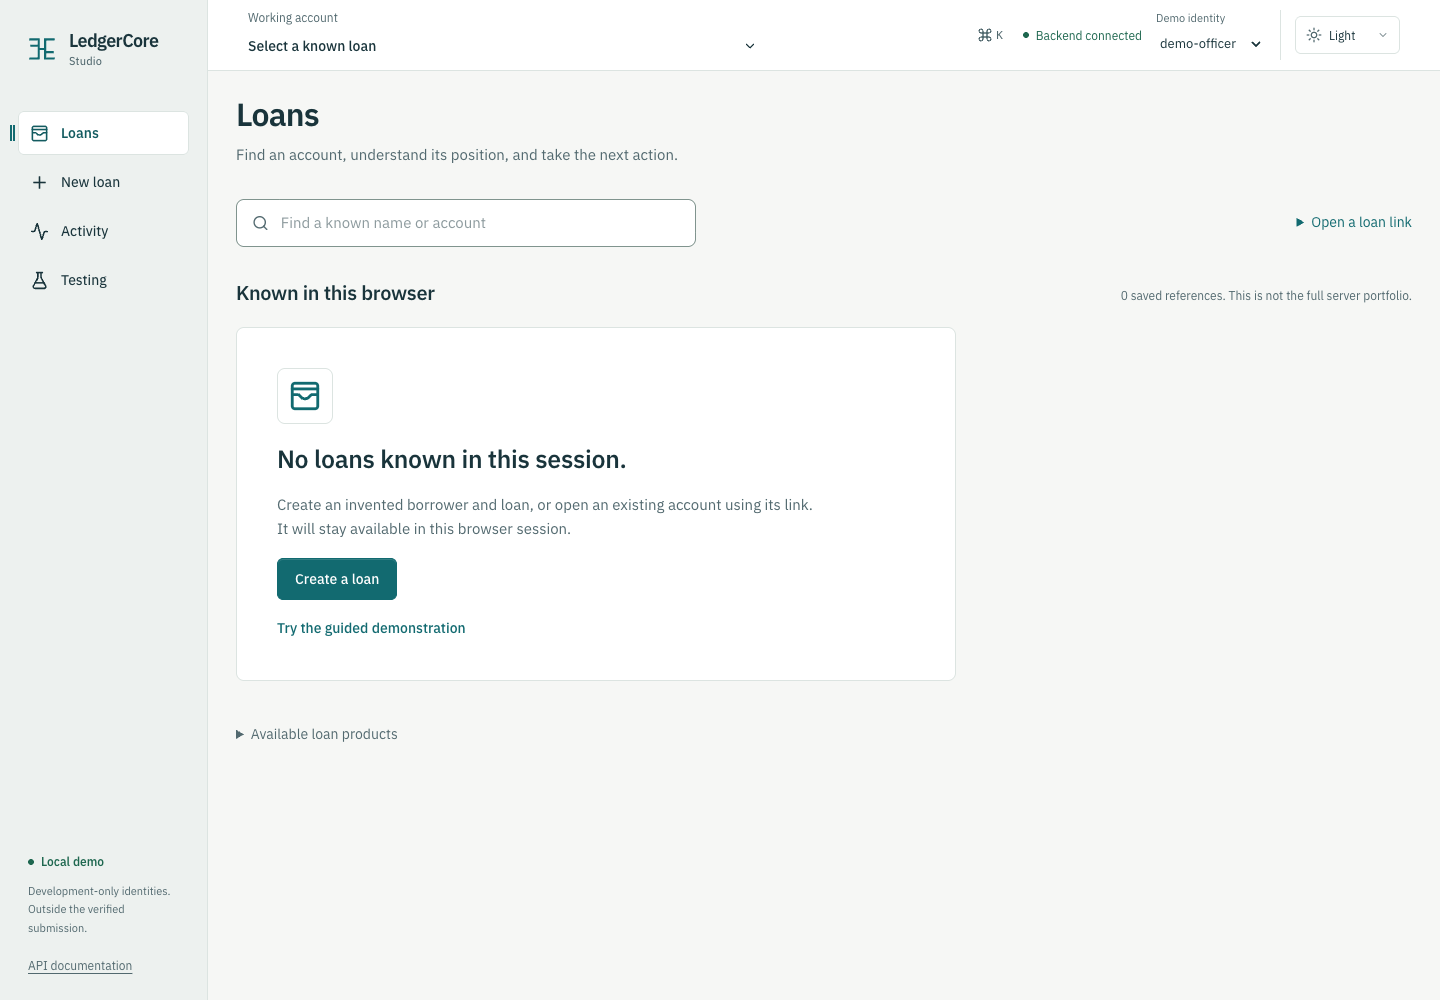 LedgerCore
Studio
Loans
New loan
Activity
Testing
Local demo
Development-only identities.
Outside the verified
submission.
API documentation
Working account
Select a known loan
⌘ K
Backend connected
Demo identity
demo-officer
Light
Loans
Find an account, understand its position, and take the next action.
Find a known name or account
Open a loan link
Known in this browser
0 saved references. This is not the full server portfolio.
No loans known in this session.
Create an invented borrower and loan, or open an existing account using its link.
It will stay available in this browser session.
Create a loan
Try the guided demonstration
Available loan products